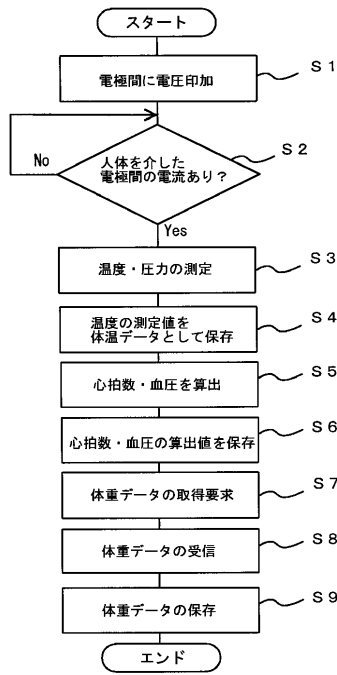 スタート
電極間に電圧印加
S1
人体を介した
電極間の電流あり？
S2
No
Yes
温度・圧力の測定
S3
温度の測定値を
体温データとして保存
S4
心拍数・血圧を算出
S5
心拍数・血圧の算出値を保存
S6
体重データの取得要求
S7
体重データの受信
S8
体重データの保存
S9
エンド